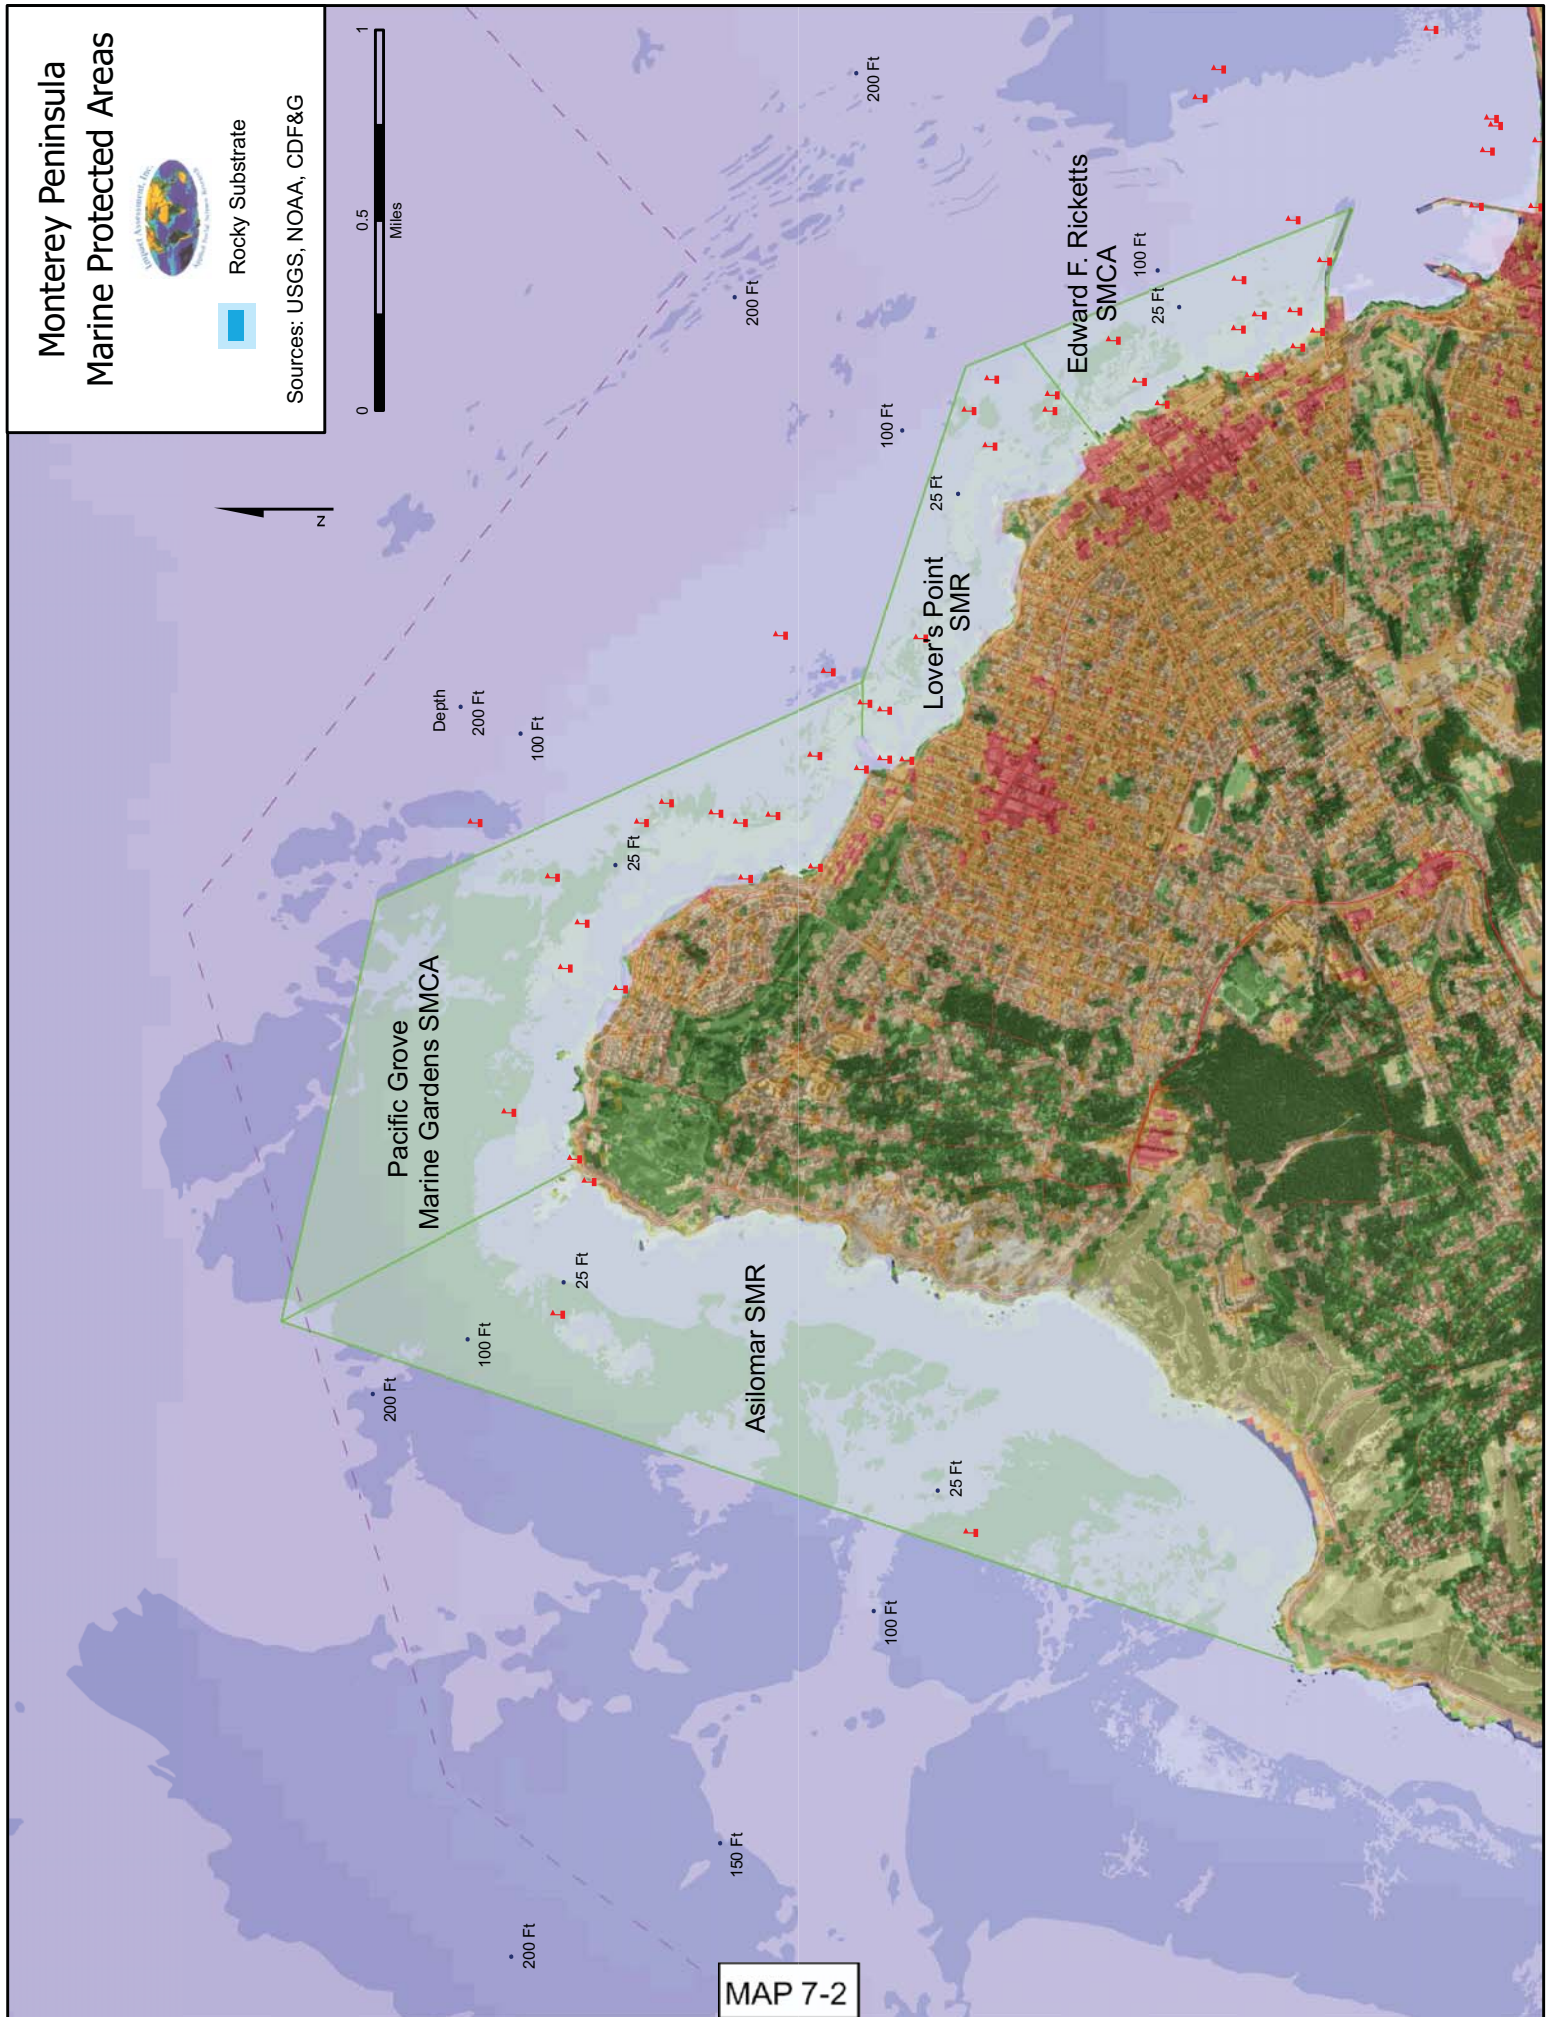 Monterey Peninsula
Marine Protected Areas
Impact Assessment, Inc.
Rocky Substrate
Sources: USGS, NOAA, CDF&G
0
0.5
1
Miles
N
200 Ft
200 Ft
Edward F. Ricketts
SMCA
100 Ft
25 Ft
100 Ft
25 Ft
Lover's Point
SMR
Depth
200 Ft
100 Ft
25 Ft
Pacific Grove
Marine Gardens SMCA
25 Ft
100 Ft
200 Ft
Asilomar SMR
25 Ft
100 Ft
150 Ft
200 Ft
MAP 7-2